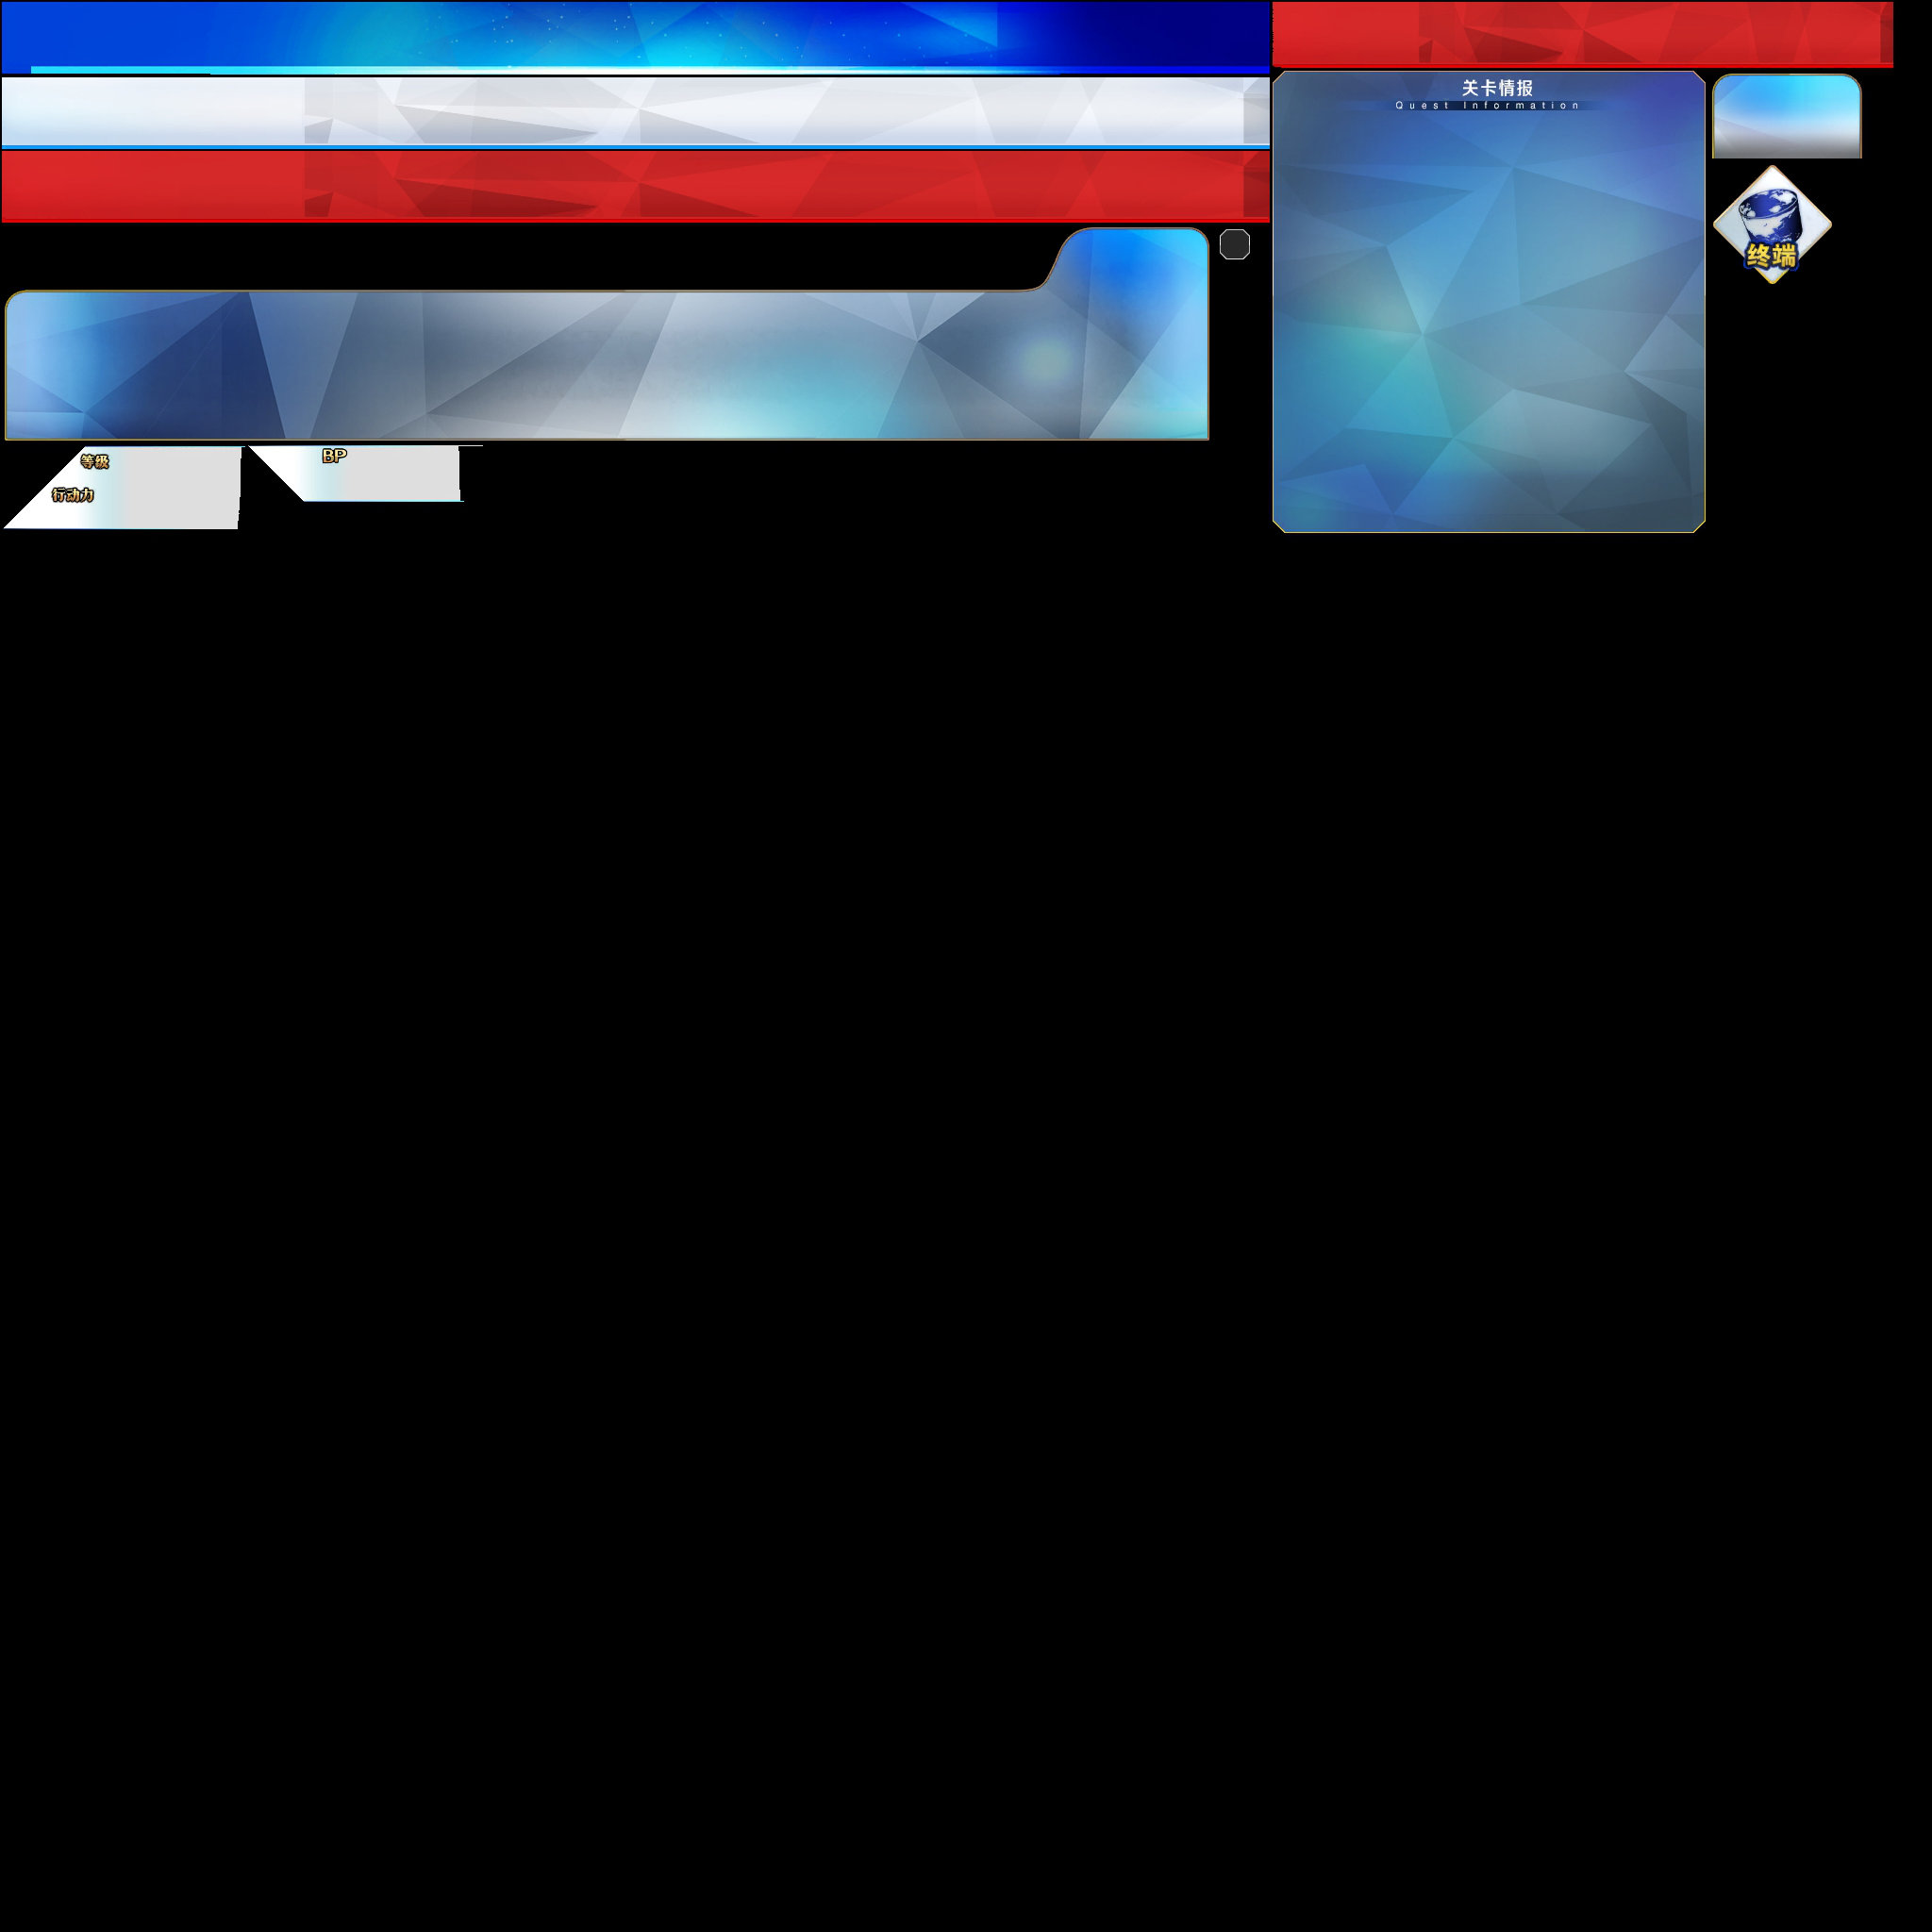 关卡情报
Quest Information
终端
等级
BP
行动力